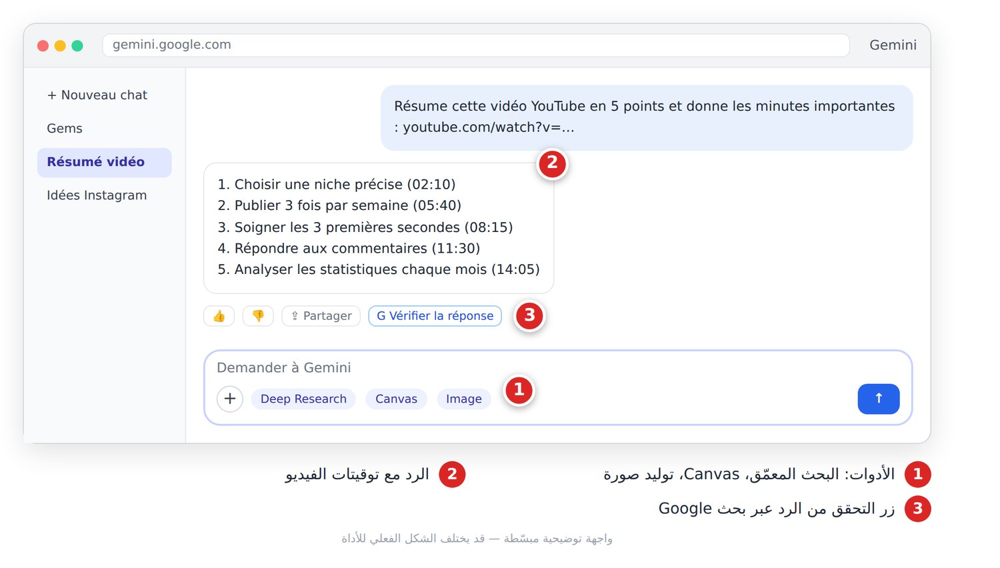 gemini.google.com
Gemini
+ Nouveau chat
Gems
Résumé vidéo
Idées Instagram
Résume cette vidéo YouTube en 5 points et donne les minutes importantes
: youtube.com/watch?v=...
2
1. Choisir une niche précise (02:10)
2. Publier 3 fois par semaine (05:40)
3. Soigner les 3 premières secondes (08:15)
4. Répondre aux commentaires (11:30)
5. Analyser les statistiques chaque mois (14:05)
👍 👎 ⇪ Partager G Vérifier la réponse 3
Demander à Gemini
+ Deep Research Canvas Image 1 ↑
1 الأدوات: البحث المعمّق، Canvas، توليد صورة
2 الرد مع توقيتات الفيديو
3 زر التحقق من الرد عبر بحث Google
واجهة توضيحية مبسّطة — قد يختلف الشكل الفعلي للأداة